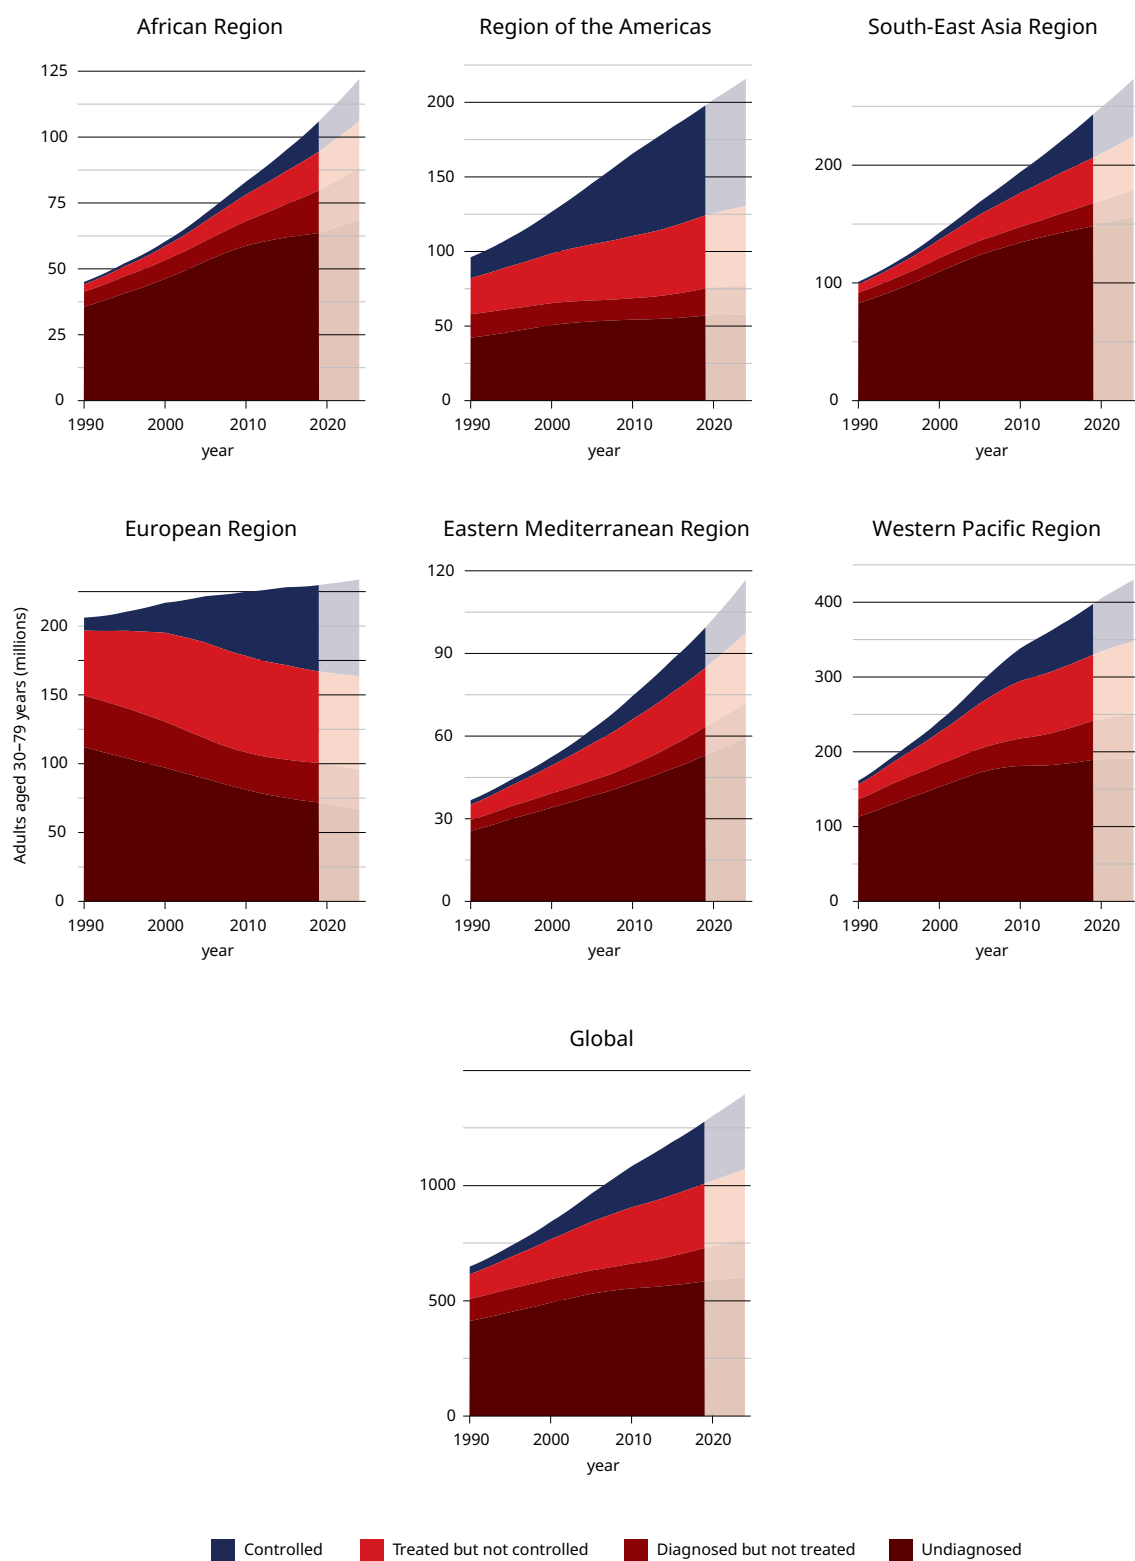 African Region
Region of the Americas
South-East Asia Region
125
100
75
50
25
0
1990 2000 2010 2020
year
200
150
100
50
0
1990 2000 2010 2020
year
200
100
0
1990 2000 2010 2020
year
European Region
Eastern Mediterranean Region
Western Pacific Region
Adults aged 30–79 years (millions)
200
150
100
50
0
1990 2000 2010 2020
year
120
90
60
30
0
1990 2000 2010 2020
year
400
300
200
100
0
1990 2000 2010 2020
year
Global
1000
500
0
1990 2000 2010 2020
year
Controlled Treated but not controlled Diagnosed but not treated Undiagnosed